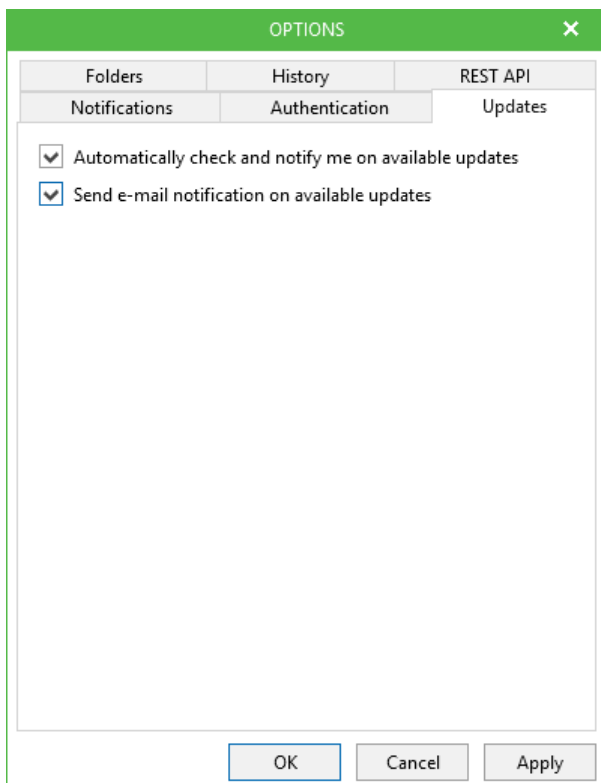 OPTIONS
Folders History REST API
Notifications Authentication Updates
Automatically check and notify me on available updates
Send e-mail notification on available updates
OK Cancel Apply